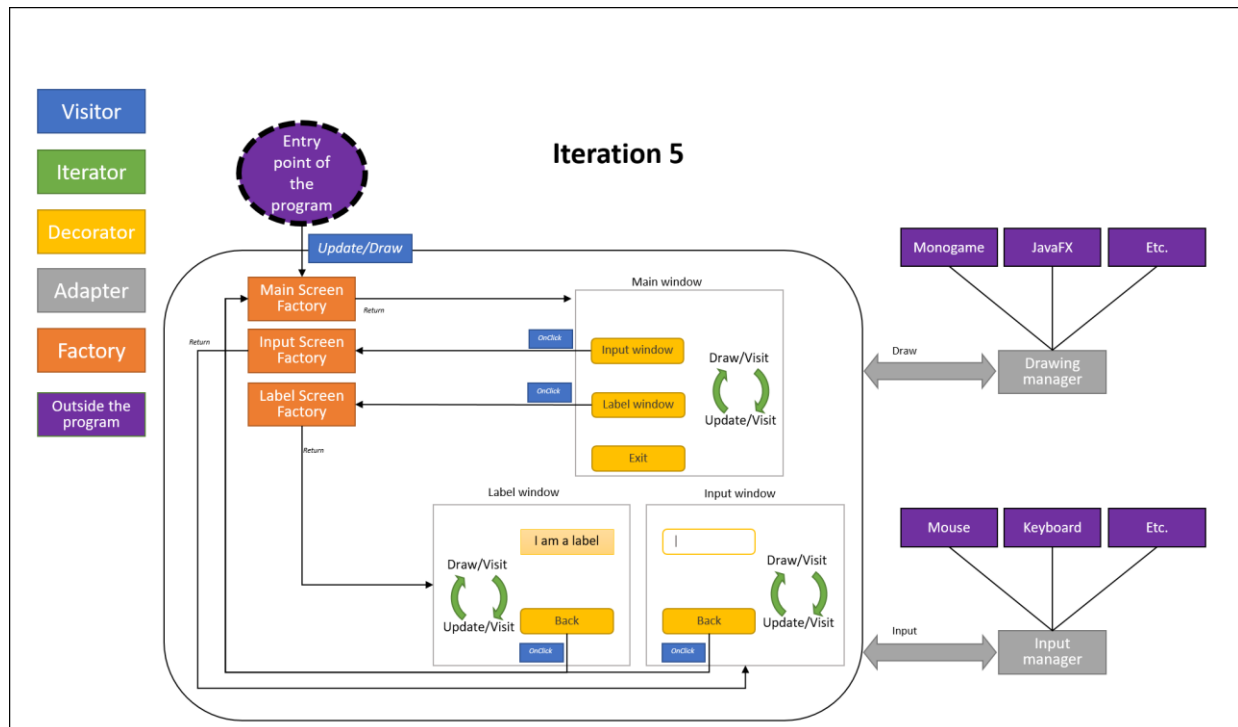 Iteration 5
Visitor
Iterator
Decorator
Adapter
Factory
Outside the
program
Entry
point of
the
program
Update/Draw
Main Screen
Factory
Return
Input Screen
Factory
Return
Label Screen
Factory
Return
Main window
OnClick
Input window
OnClick
Label window
Exit
Draw/Visit
Update/Visit
Label window
I am a label
Draw/Visit
Update/Visit
Back
OnClick
Input window
|
Draw/Visit
Update/Visit
Back
OnClick
Monogame
JavaFX
Etc.
Draw
Drawing
manager
Mouse
Keyboard
Etc.
Input
Input
manager